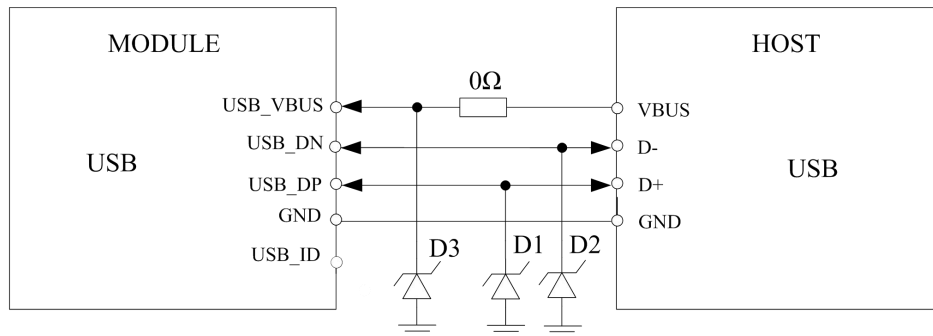 MODULE
HOST
0Ω
USB_VBUS
VBUS
USB_DN
D-
USB
USB
USB_DP
D+
GND
GND
USB_ID
D3
D1
D2